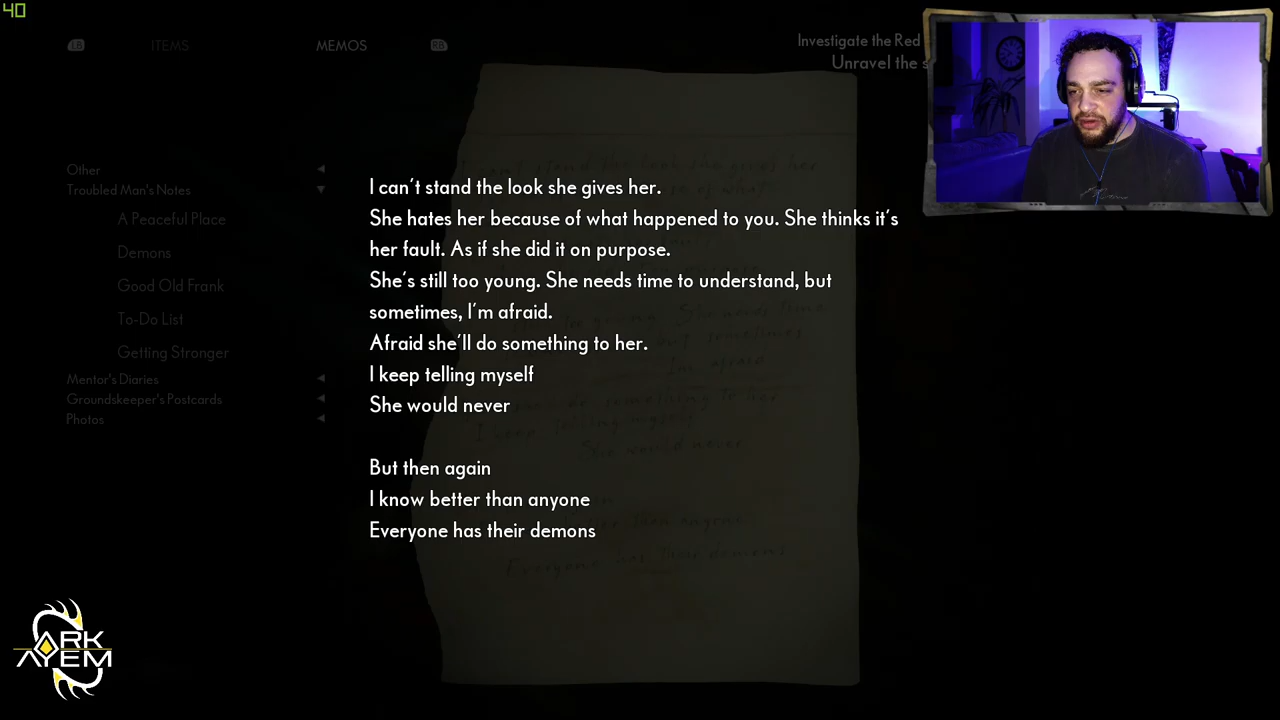 40
LB
ITEMS
MEMOS
RB
Investigate the Red
Unravel the s
Other
Troubled Man's Notes
A Peaceful Place
Demons
Good Old Frank
To-Do List
Getting Stronger
Mentor's Diaries
Groundskeeper's Postcards
Photos
I can't stand the look she gives her.
She hates her because of what happened to you. She thinks it's
her fault. As if she did it on purpose.
She's still too young. She needs time to understand, but
sometimes, I'm afraid.
Afraid she'll do something to her.
I keep telling myself
She would never
But then again
I know better than anyone
Everyone has their demons
ARK
AYEM